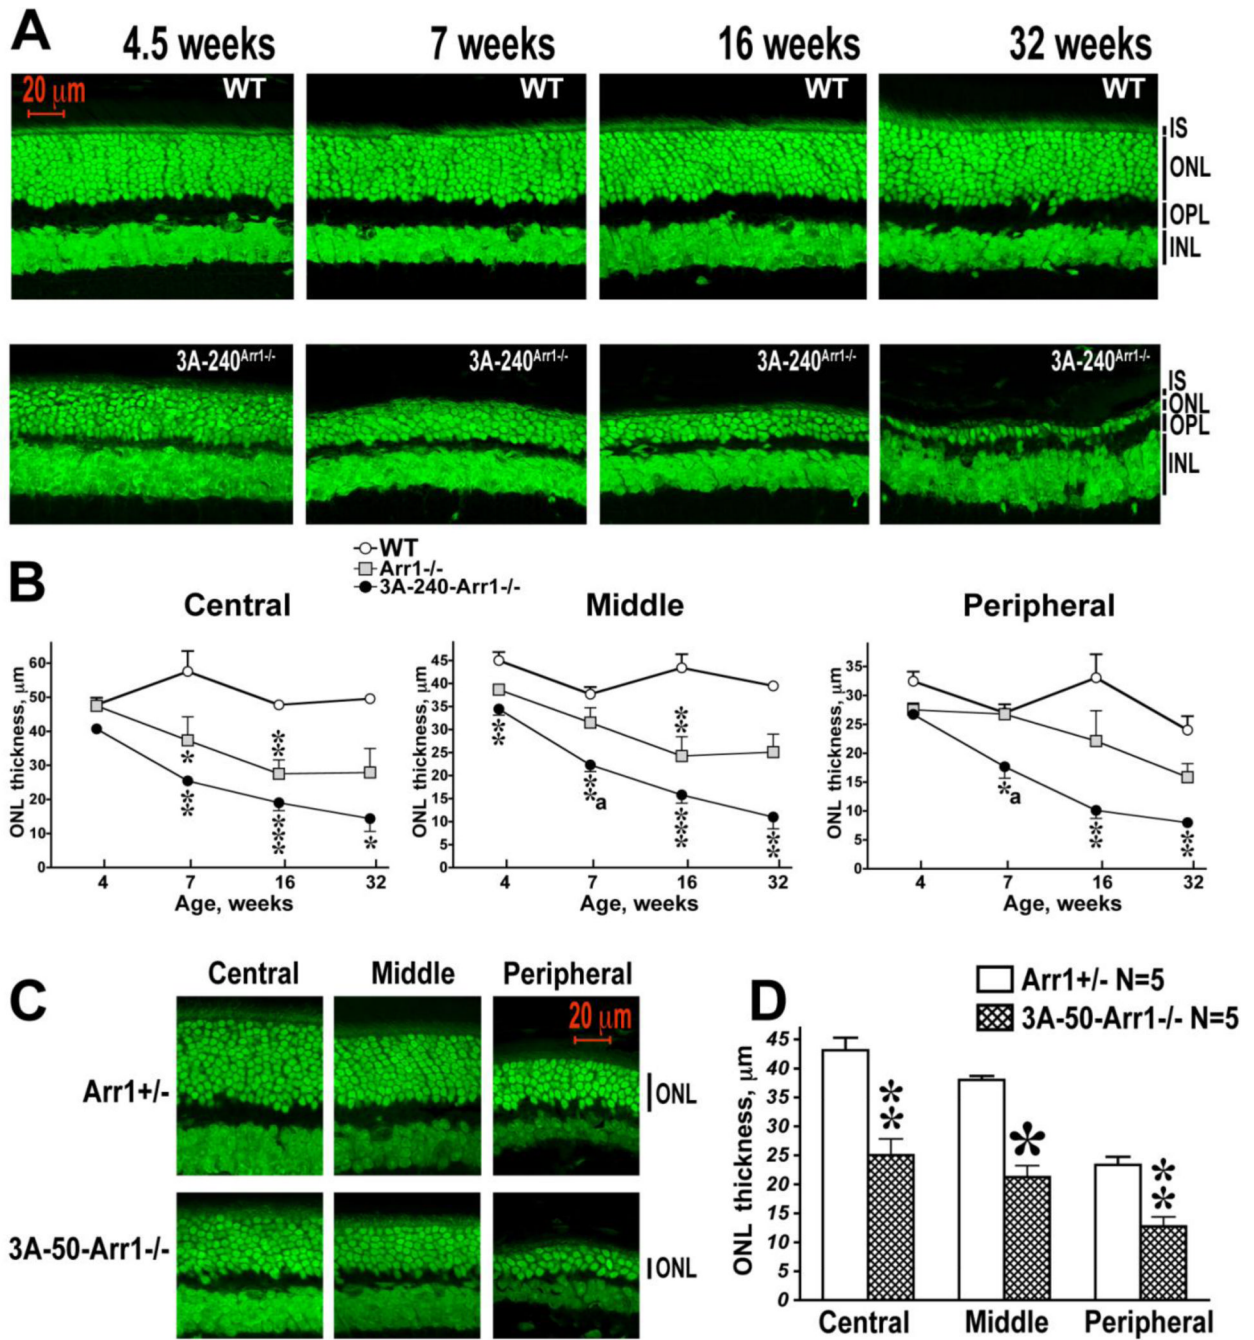 A
4.5 weeks 7 weeks 16 weeks 32 weeks
20 µm
WT WT WT WT
IS
ONL
OPL
INL
3A-240Arr1-/- 3A-240Arr1-/- 3A-240Arr1-/- 3A-240Arr1-/-
IS
ONL
OPL
INL
WT
Arr1-/-
3A-240-Arr1-/-
B
Central
ONL thickness, µm
60
50
40
30
20
10
0
*
**
**
***
*
4 7 16 32
Age, weeks
Middle
ONL thickness, µm
45
40
35
30
25
20
15
10
5
0
**
**a
**
***
**
4 7 16 32
Age, weeks
Peripheral
ONL thickness, µm
35
30
25
20
15
10
5
0
*a
**
**
4 7 16 32
Age, weeks
C
Central Middle Peripheral
20 µm
Arr1+/-
ONL
3A-50-Arr1-/-
ONL
D
Arr1+/- N=5
3A-50-Arr1-/- N=5
ONL thickness, µm
45
40
35
30
25
20
15
10
5
0
**
*
**
Central Middle Peripheral